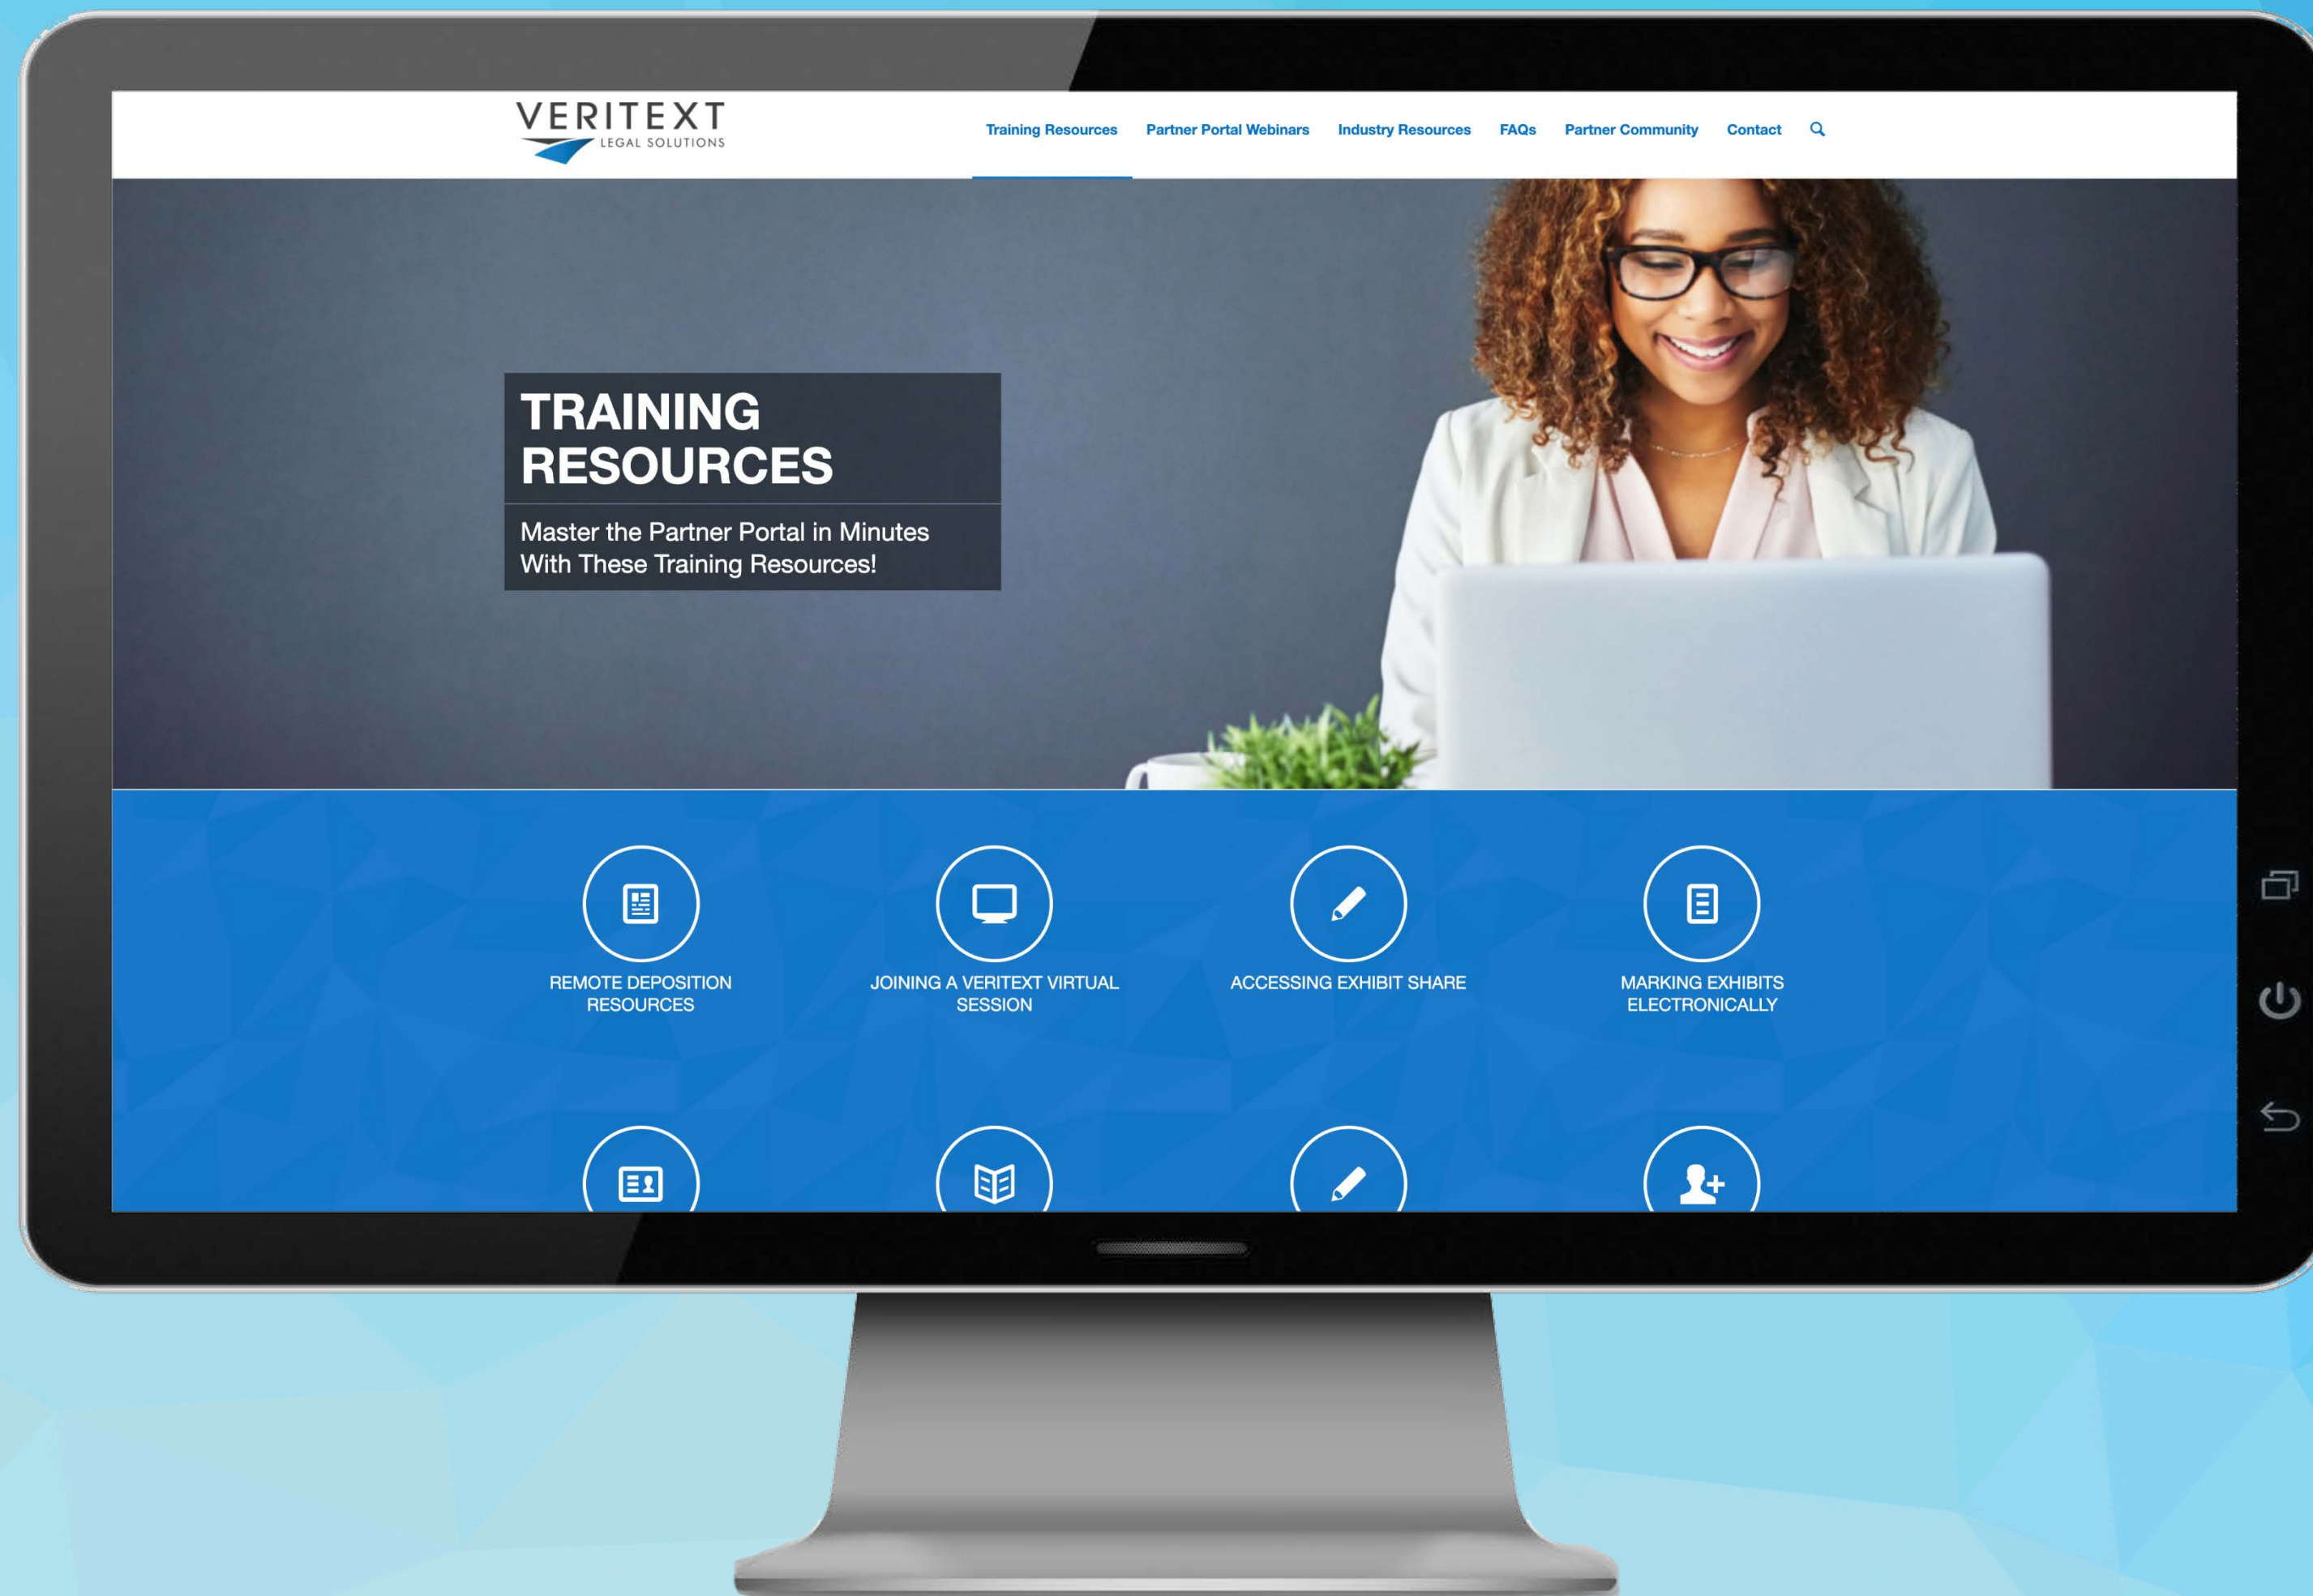 VERITEXT
LEGAL SOLUTIONS
Training Resources Partner Portal Webinars Industry Resources FAQs Partner Community Contact
TRAINING
RESOURCES
Master the Partner Portal in Minutes
With These Training Resources!
REMOTE DEPOSITION
RESOURCES
JOINING A VERITEXT VIRTUAL
SESSION
ACCESSING EXHIBIT SHARE
MARKING EXHIBITS
ELECTRONICALLY